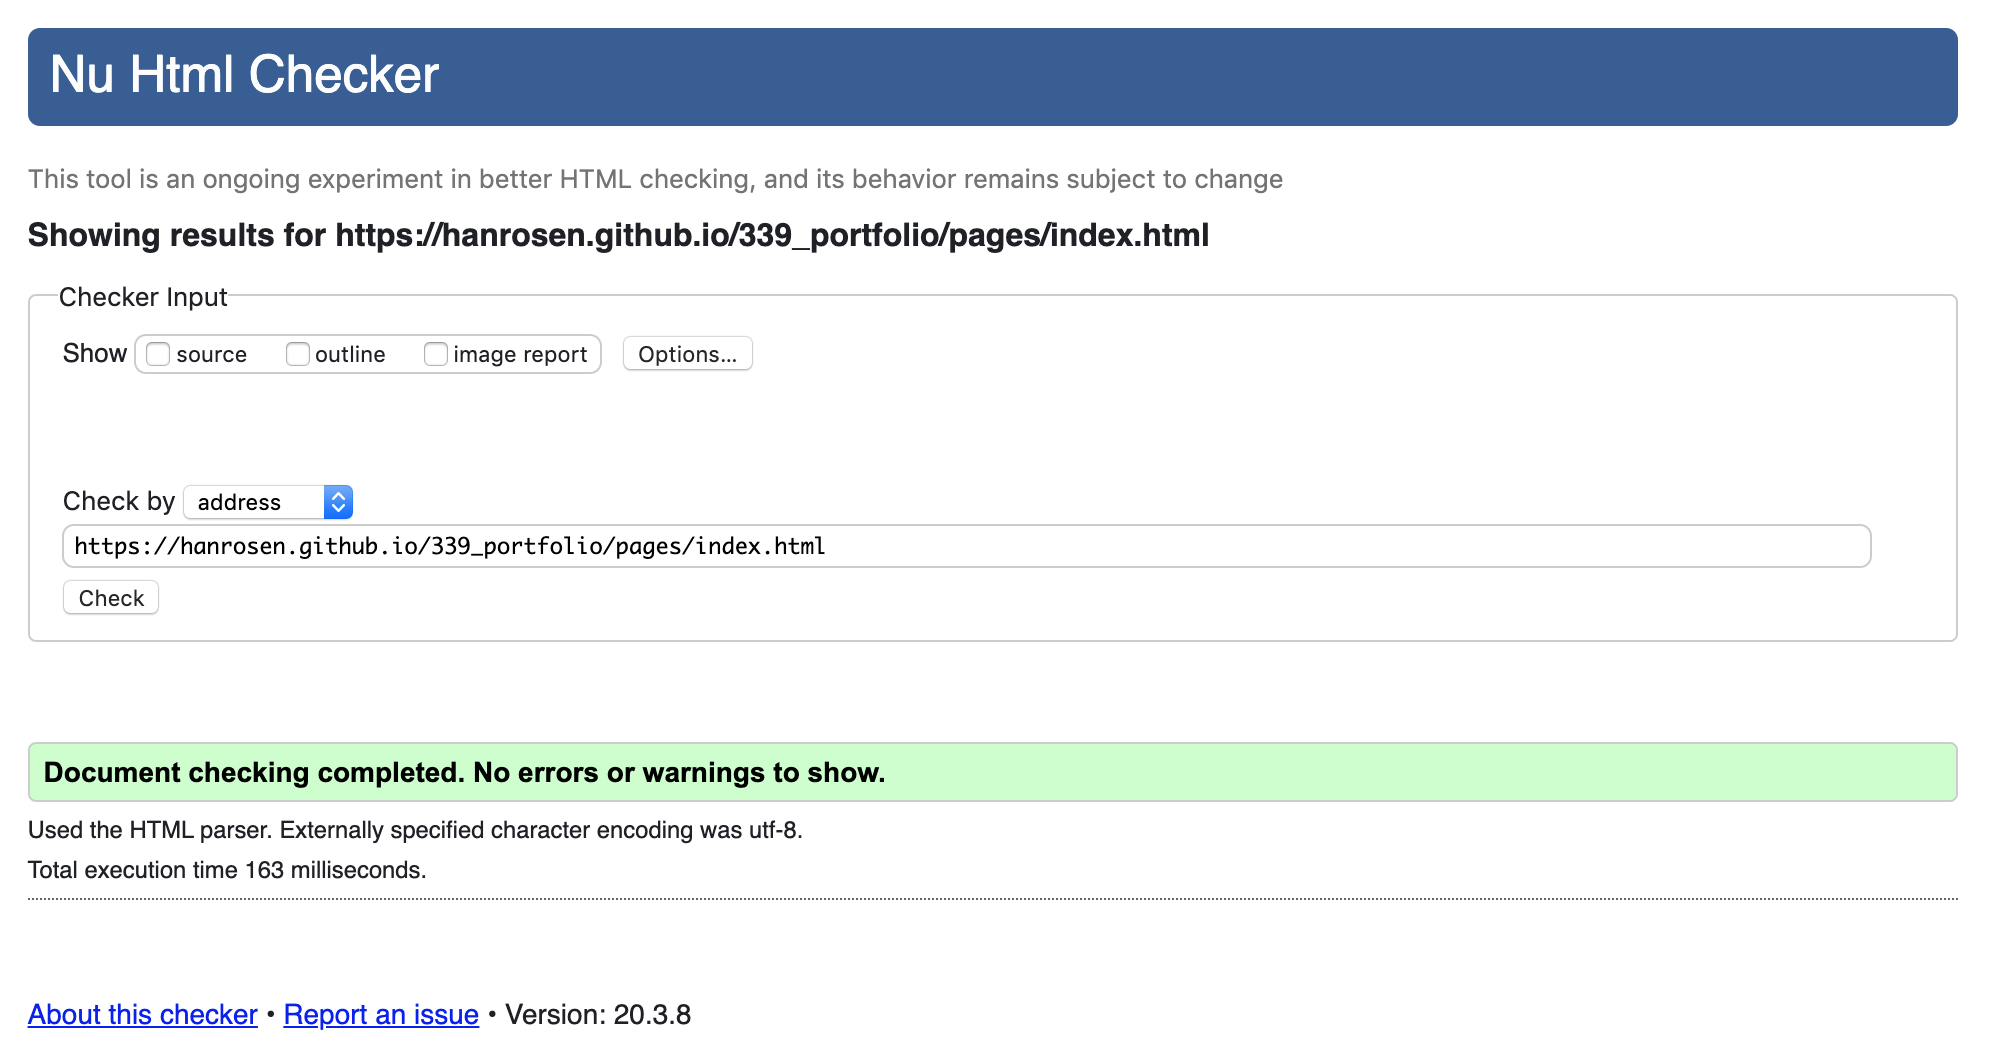 Nu Html Checker
This tool is an ongoing experiment in better HTML checking, and its behavior remains subject to change
Showing results for https://hanrosen.github.io/339_portfolio/pages/index.html
Checker Input
Show source outline image report Options...
Check by address
https://hanrosen.github.io/339_portfolio/pages/index.html
Check
Document checking completed. No errors or warnings to show.
Used the HTML parser. Externally specified character encoding was utf-8.
Total execution time 163 milliseconds.
About this checker • Report an issue • Version: 20.3.8